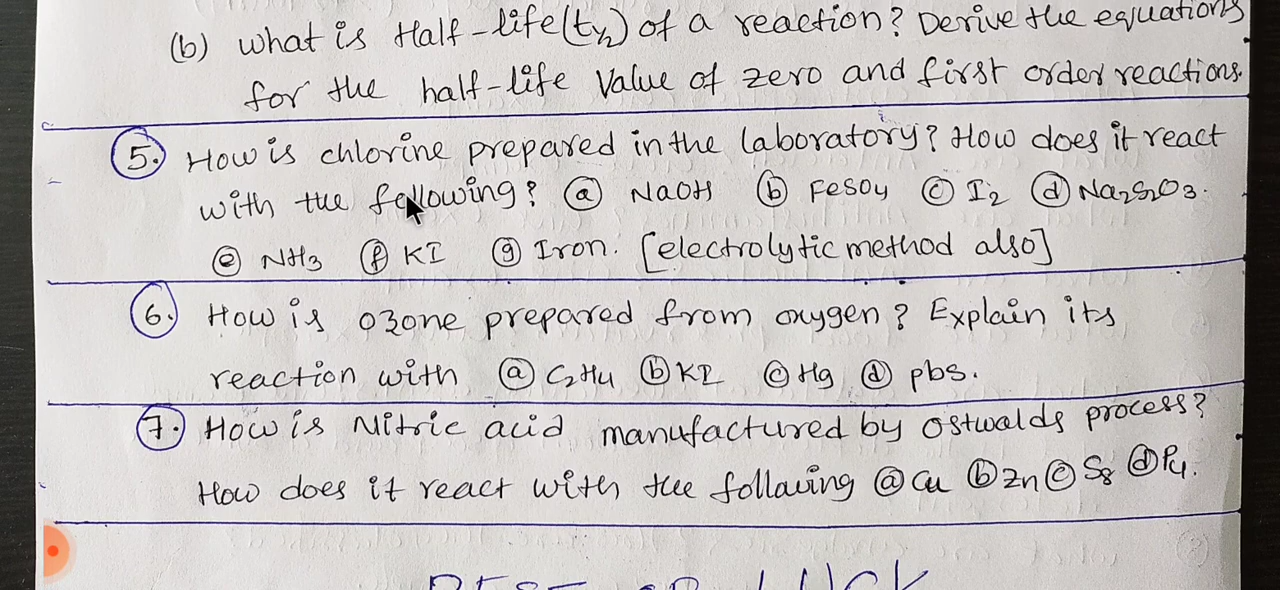 (b) What is Half-life(t½) of a reaction? Derive the equations
for the half-life Value of zero and first order reactions.
5. How is chlorine prepared in the laboratory? How does it react
with the following? ⓐ NaOH ⓑ FeSO4 ⓒ I2 ⓓ Na2S2O3.
ⓔ NH3 ⓕ KI ⓖ Iron. [electrolytic method also]
6. How is ozone prepared from oxygen? Explain its
reaction with ⓐ C2H4 ⓑ KI ⓒ Hg ⓓ pbs.
7. How is Nitric acid manufactured by ostwalds process?
How does it react with the following ⓐ Cu ⓑ Zn ⓒ S8 ⓓ P4.